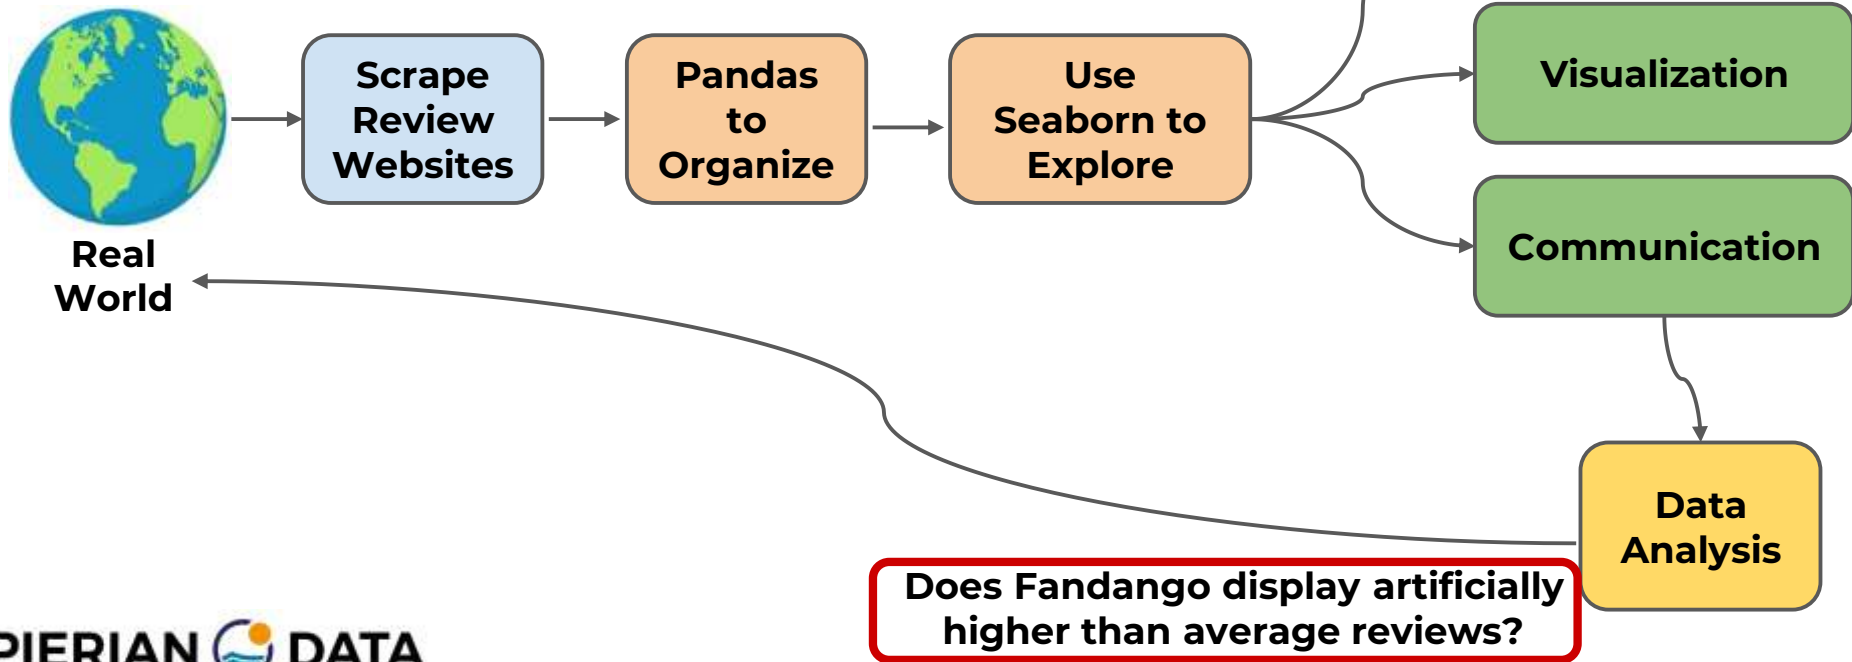 Scrape
Review
Websites
Pandas
to
Organize
Use
Seaborn to
Explore
Visualization
Communication
Real
World
Data
Analysis
Does Fandango display artificially
higher than average reviews?
PIERIAN DATA